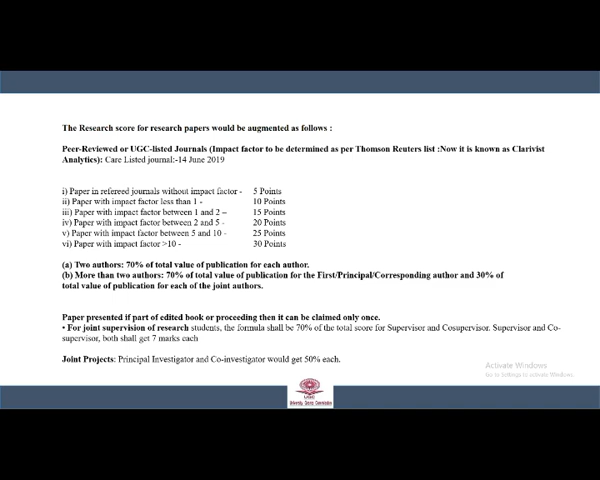 The Research score for research papers would be augmented as follows :
Peer-Reviewed or UGC-listed Journals (Impact factor to be determined as per Thomson Reuters list :Now it is known as Clarivist
Analytics): Care Listed journal:-14 June 2019
i) Paper in refereed journals without impact factor - 5 Points
ii) Paper with impact factor less than 1 - 10 Points
iii) Paper with impact factor between 1 and 2 – 15 Points
iv) Paper with impact factor between 2 and 5 - 20 Points
v) Paper with impact factor between 5 and 10 - 25 Points
vi) Paper with impact factor >10 - 30 Points
(a) Two authors: 70% of total value of publication for each author.
(b) More than two authors: 70% of total value of publication for the First/Principal/Corresponding author and 30% of
total value of publication for each of the joint authors.
Paper presented if part of edited book or proceeding then it can be claimed only once.
• For joint supervision of research students, the formula shall be 70% of the total score for Supervisor and Cosupervisor. Supervisor and Co-
supervisor, both shall get 7 marks each
Joint Projects: Principal Investigator and Co-investigator would get 50% each.
Activate Windows
Go to Settings to activate Windows.
UGC
University Grants Commission